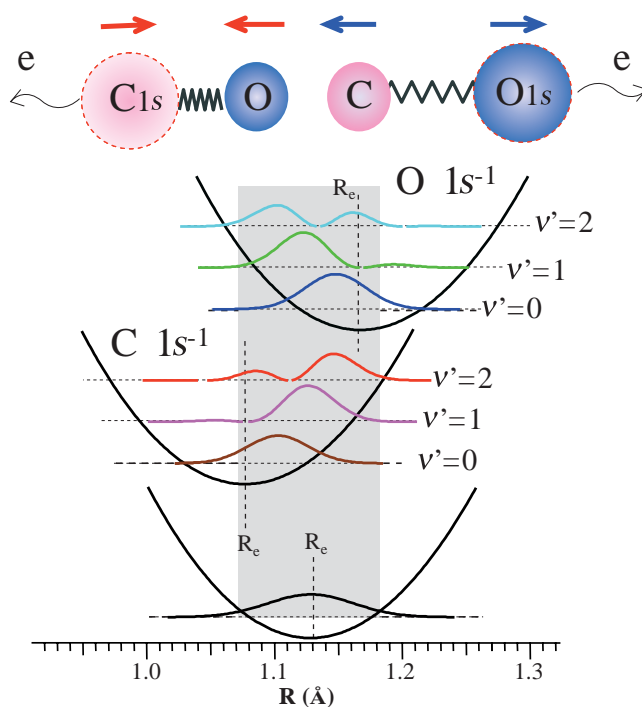 e e
C1s O C O1s
Rₑ O 1s⁻¹
ν'=2
ν'=1
ν'=0
C 1s⁻¹
ν'=2
ν'=1
ν'=0
Rₑ Rₑ
1.0 1.1 1.2 1.3
R (Å)